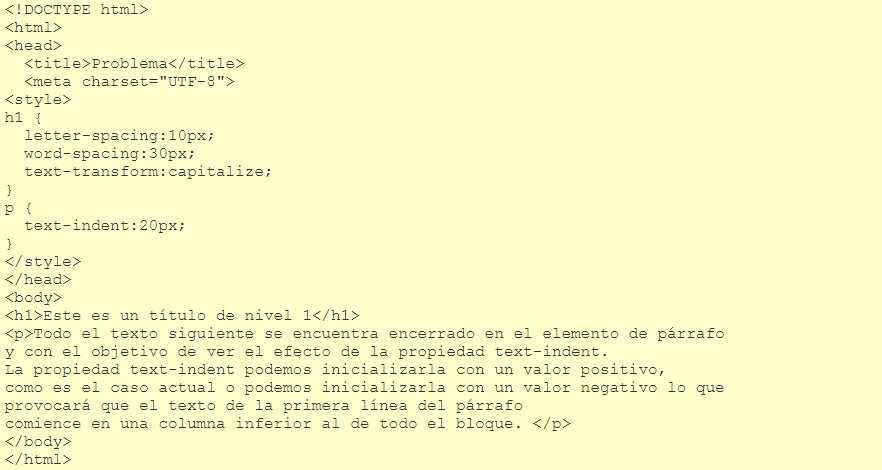 <!DOCTYPE html>
<html>
<head>
  <title>Problema</title>
  <meta charset="UTF-8">
<style>
h1 {
  letter-spacing:10px;
  word-spacing:30px;
  text-transform:capitalize;
}
p {
  text-indent:20px;
}
</style>
</head>
<body>
<h1>Este es un título de nivel 1</h1>
<p>Todo el texto siguiente se encuentra encerrado en el elemento de párrafo
y con el objetivo de ver el efecto de la propiedad text-indent.
La propiedad text-indent podemos inicializarla con un valor positivo,
como es el caso actual o podemos inicializarla con un valor negativo lo que
provocará que el texto de la primera línea del párrafo
comience en una columna inferior al de todo el bloque. </p>
</body>
</html>